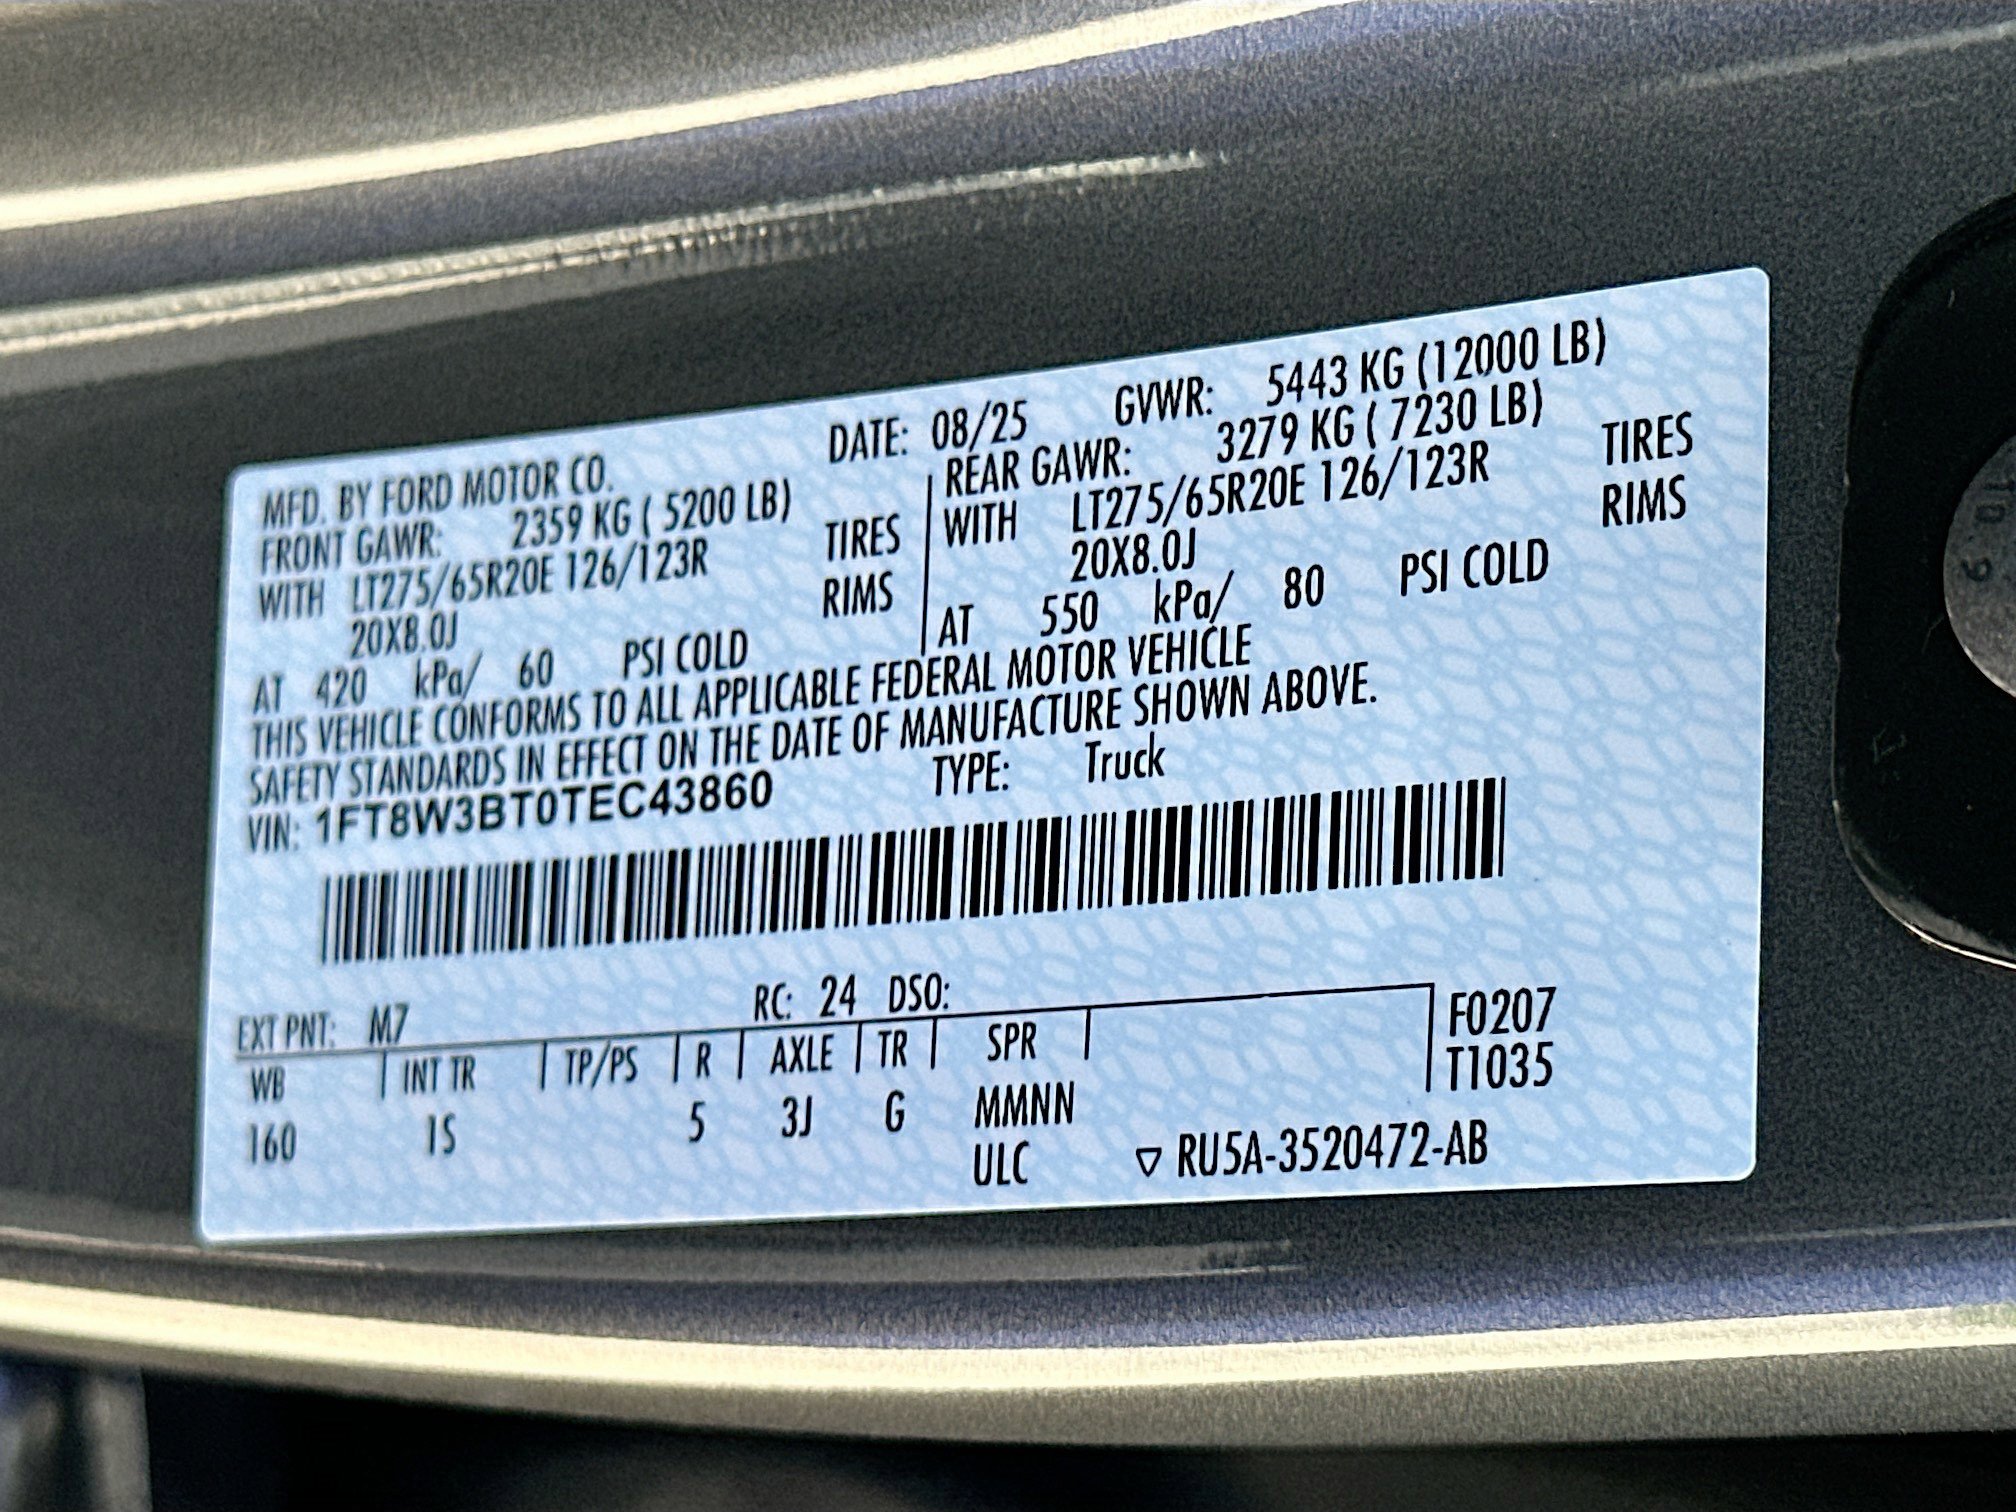 MFD. BY FORD MOTOR CO. DATE: 08/25 GVWR: 5443 KG (12000 LB)
FRONT GAWR: 2359 KG ( 5200 LB) REAR GAWR: 3279 KG ( 7230 LB)
WITH LT275/65R20E 126/123R TIRES WITH LT275/65R20E 126/123R TIRES
20X8.0J RIMS 20X8.0J RIMS
AT 420 kPa/ 60 PSI COLD AT 550 kPa/ 80 PSI COLD
THIS VEHICLE CONFORMS TO ALL APPLICABLE FEDERAL MOTOR VEHICLE
SAFETY STANDARDS IN EFFECT ON THE DATE OF MANUFACTURE SHOWN ABOVE.
VIN: 1FT8W3BT0TEC43860 TYPE: Truck
EXT PNT: M7 RC: 24 DSO:
WB INT TR TP/PS R AXLE TR SPR F0207
T1035
160 IS 5 3J G MMNN
ULC ▽ RU5A-3520472-AB